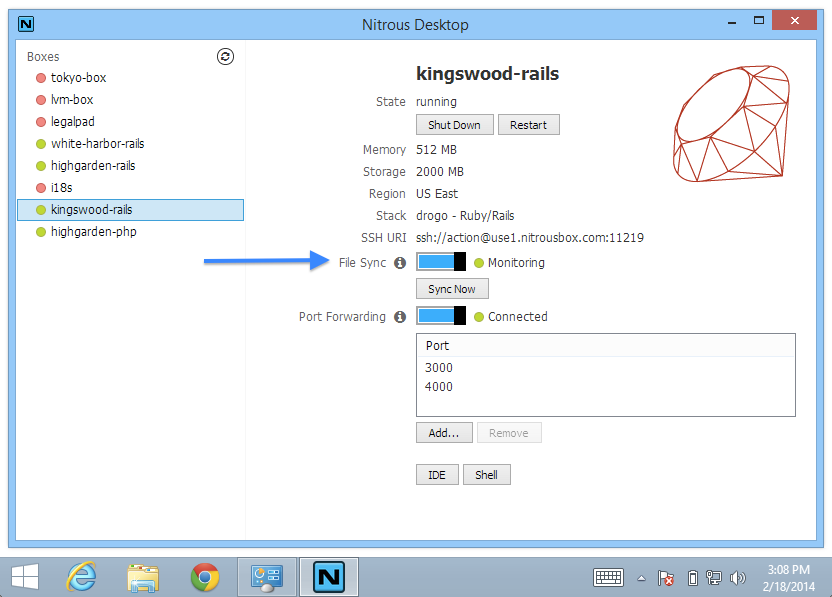 N
Nitrous Desktop
Boxes
tokyo-box
lvm-box
legalpad
white-harbor-rails
highgarden-rails
i18s
kingswood-rails
highgarden-php
kingswood-rails
State running
Shut Down Restart
Memory 512 MB
Storage 2000 MB
Region US East
Stack drogo - Ruby/Rails
SSH URI ssh://action@use1.nitrousbox.com:11219
File Sync i Monitoring
Sync Now
Port Forwarding i Connected
Port
3000
4000
Add... Remove
IDE Shell
N
3:08 PM
2/18/2014